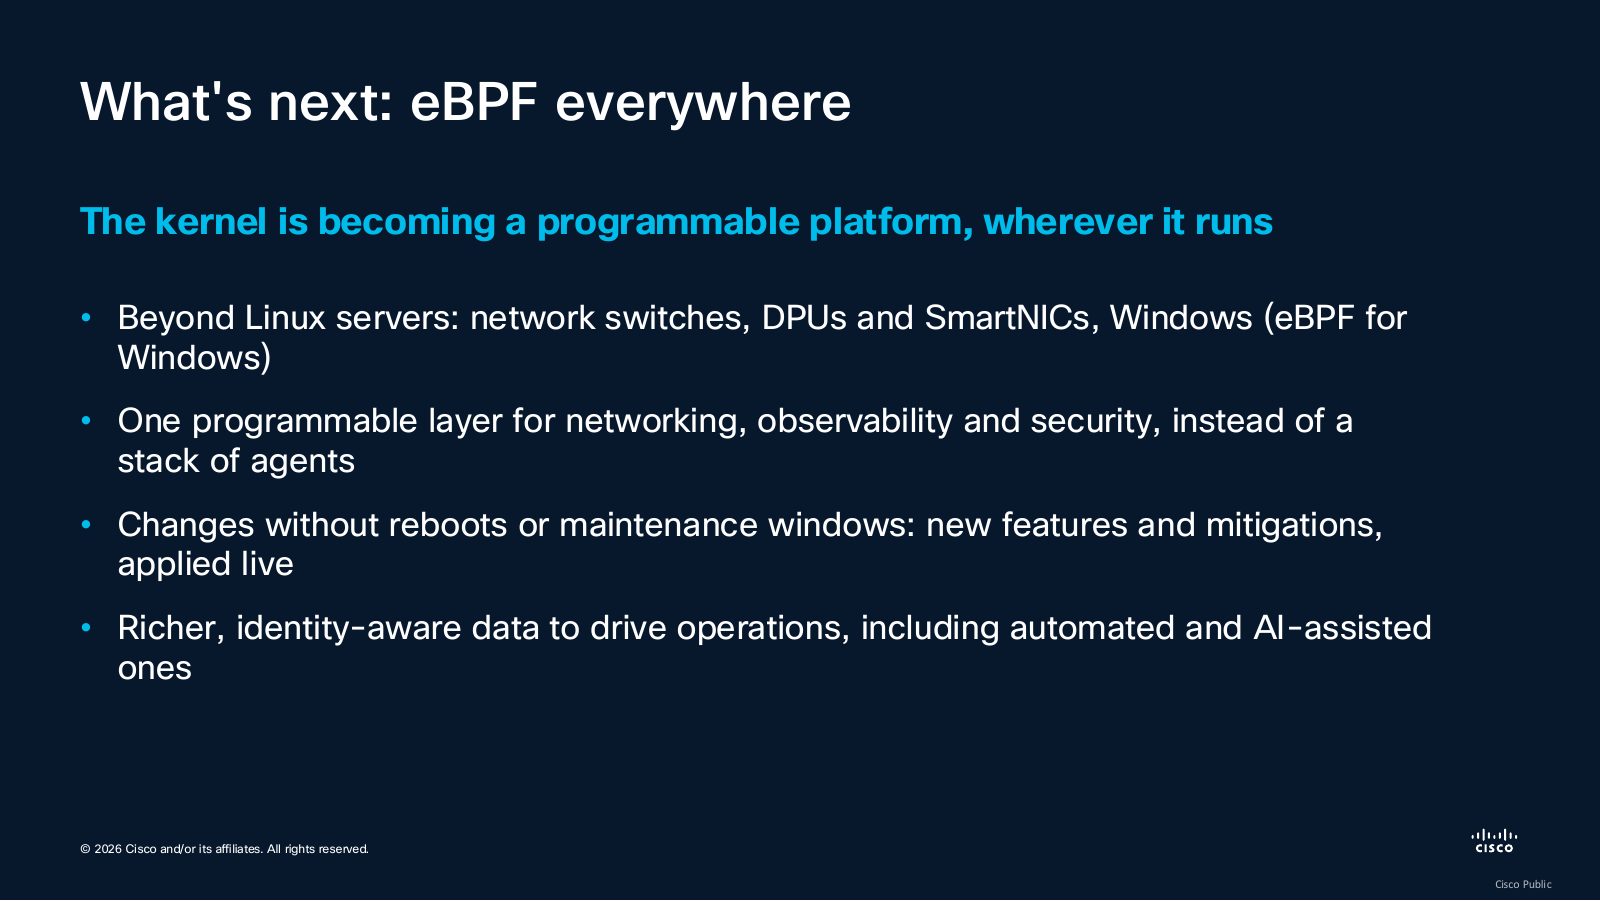 What's next: eBPF everywhere
The kernel is becoming a programmable platform, wherever it runs
• Beyond Linux servers: network switches, DPUs and SmartNICs, Windows (eBPF for
Windows)
• One programmable layer for networking, observability and security, instead of a
stack of agents
• Changes without reboots or maintenance windows: new features and mitigations,
applied live
• Richer, identity-aware data to drive operations, including automated and AI-assisted
ones
© 2026 Cisco and/or its affiliates. All rights reserved.
CISCO
Cisco Public